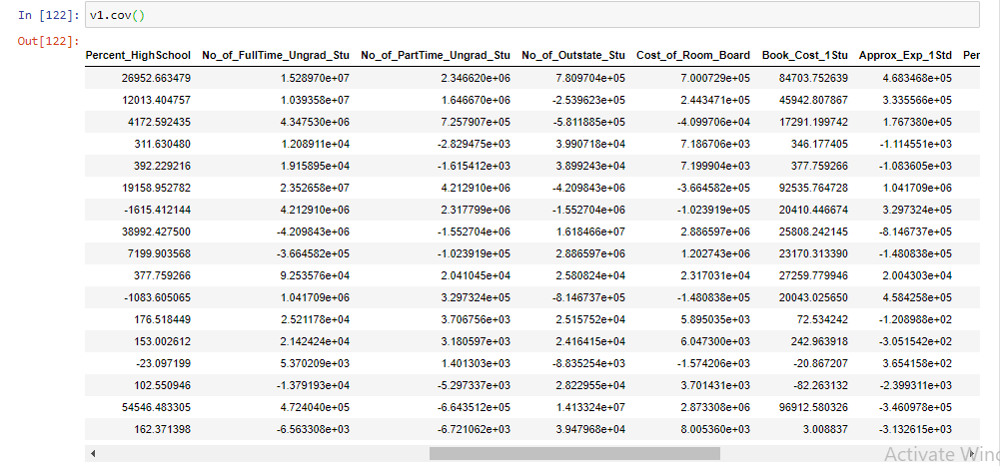 In [122]: v1.cov()
Out[122]:
Percent_HighSchool No_of_FullTime_Ungrad_Stu No_of_PartTime_Ungrad_Stu No_of_Outstate_Stu Cost_of_Room_Board Book_Cost_1Stu Approx_Exp_1Std Per
26952.663479 1.528970e+07 2.346620e+06 7.809704e+05 7.000729e+05 84703.752639 4.683468e+05
12013.404757 1.039358e+07 1.646670e+06 -2.539623e+05 2.443471e+05 45942.807867 3.335566e+05
4172.592435 4.347530e+06 7.257907e+05 -5.811885e+05 -4.099706e+04 17291.199742 1.767380e+05
311.630480 1.208911e+04 -2.829475e+03 3.990718e+04 7.186706e+03 346.177405 -1.114551e+03
392.229216 1.915895e+04 -1.615412e+03 3.899243e+04 7.199904e+03 377.759266 -1.083605e+03
19158.952782 2.352658e+07 4.212910e+06 -4.209843e+06 -3.664582e+05 92535.764728 1.041709e+06
-1615.412144 4.212910e+06 2.317799e+06 -1.552704e+06 -1.023919e+05 20410.446674 3.297324e+05
38992.427500 -4.209843e+06 -1.552704e+06 1.618466e+07 2.886597e+06 25808.242145 -8.146737e+05
7199.903568 -3.664582e+05 -1.023919e+05 2.886597e+06 1.202743e+06 23170.313390 -1.480838e+05
377.759266 9.253576e+04 2.041045e+04 2.580824e+04 2.317031e+04 27259.779946 2.004303e+04
-1083.605065 1.041709e+06 3.297324e+05 -8.146737e+05 -1.480838e+05 20043.025650 4.584258e+05
176.518449 2.521178e+04 3.706756e+03 2.515752e+04 5.895035e+03 72.534242 -1.208988e+02
153.002612 2.142424e+04 3.180597e+03 2.416415e+04 6.047300e+03 242.963918 -3.051542e+02
-23.097199 5.370209e+03 1.401303e+03 -8.835254e+03 -1.574206e+03 -20.867207 3.654158e+02
102.550946 -1.379193e+04 -5.297337e+03 2.822955e+04 3.701431e+03 -82.263132 -2.399311e+03
54546.483305 4.724040e+05 -6.643512e+05 1.413324e+07 2.873308e+06 96912.580326 -3.460978e+05
162.371398 -6.563308e+03 -6.721062e+03 3.947968e+04 8.005360e+03 3.008837 -3.132615e+03
Activate Win